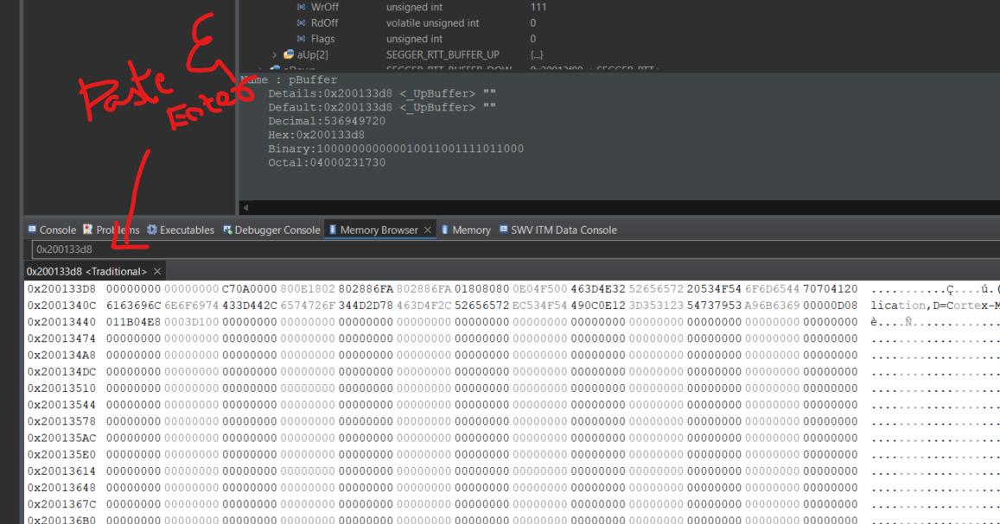 WrOff unsigned int 111
RdOff volatile unsigned int 0
Flags unsigned int 0
> aUp[2] SEGGER_RTT_BUFFER_UP {...}
Paste &
Enter
Name : pBuffer
Details:0x200133d8 <_UpBuffer> ""
Default:0x200133d8 <_UpBuffer> ""
Decimal:536949720
Hex:0x200133d8
Binary:100000000000010011001111011000
Octal:04000231730
Console Problems Executables Debugger Console Memory Browser × Memory SWV ITM Data Console
0x200133d8
0x200133d8 <Traditional> ×
0x200133D8 00000000 00000000 C70A0000 800E1802 802886FA 802886FA 01808080 0E04F500 463D4E32 52656572 20534F54 6F6D6544 70704120 ..........Ç....ú.(
0x2001340C 6163696C 6E6F6974 433D442C 6574726F 344D2D78 463D4F2C 52656572 EC534F54 490C0E12 3D353123 54737953 A96B6369 00000D08 lication,D=Cortex-M
0x20013440 011B04E8 0003D100 00000000 00000000 00000000 00000000 00000000 00000000 00000000 00000000 00000000 00000000 00000000 è....Ñ.............
0x20013474 00000000 00000000 00000000 00000000 00000000 00000000 00000000 00000000 00000000 00000000 00000000 00000000 00000000 ...................
0x200134A8 00000000 00000000 00000000 00000000 00000000 00000000 00000000 00000000 00000000 00000000 00000000 00000000 00000000 ...................
0x200134DC 00000000 00000000 00000000 00000000 00000000 00000000 00000000 00000000 00000000 00000000 00000000 00000000 00000000 ...................
0x20013510 00000000 00000000 00000000 00000000 00000000 00000000 00000000 00000000 00000000 00000000 00000000 00000000 00000000 ...................
0x20013544 00000000 00000000 00000000 00000000 00000000 00000000 00000000 00000000 00000000 00000000 00000000 00000000 00000000 ...................
0x20013578 00000000 00000000 00000000 00000000 00000000 00000000 00000000 00000000 00000000 00000000 00000000 00000000 00000000 ...................
0x200135AC 00000000 00000000 00000000 00000000 00000000 00000000 00000000 00000000 00000000 00000000 00000000 00000000 00000000 ...................
0x200135E0 00000000 00000000 00000000 00000000 00000000 00000000 00000000 00000000 00000000 00000000 00000000 00000000 00000000 ...................
0x20013614 00000000 00000000 00000000 00000000 00000000 00000000 00000000 00000000 00000000 00000000 00000000 00000000 00000000 ...................
0x20013648 00000000 00000000 00000000 00000000 00000000 00000000 00000000 00000000 00000000 00000000 00000000 00000000 00000000 ...................
0x2001367C 00000000 00000000 00000000 00000000 00000000 00000000 00000000 00000000 00000000 00000000 00000000 00000000 00000000 ...................
0x200136B0 00000000 00000000 00000000 00000000 00000000 00000000 00000000 00000000 00000000 00000000 00000000 00000000 00000000 ...................